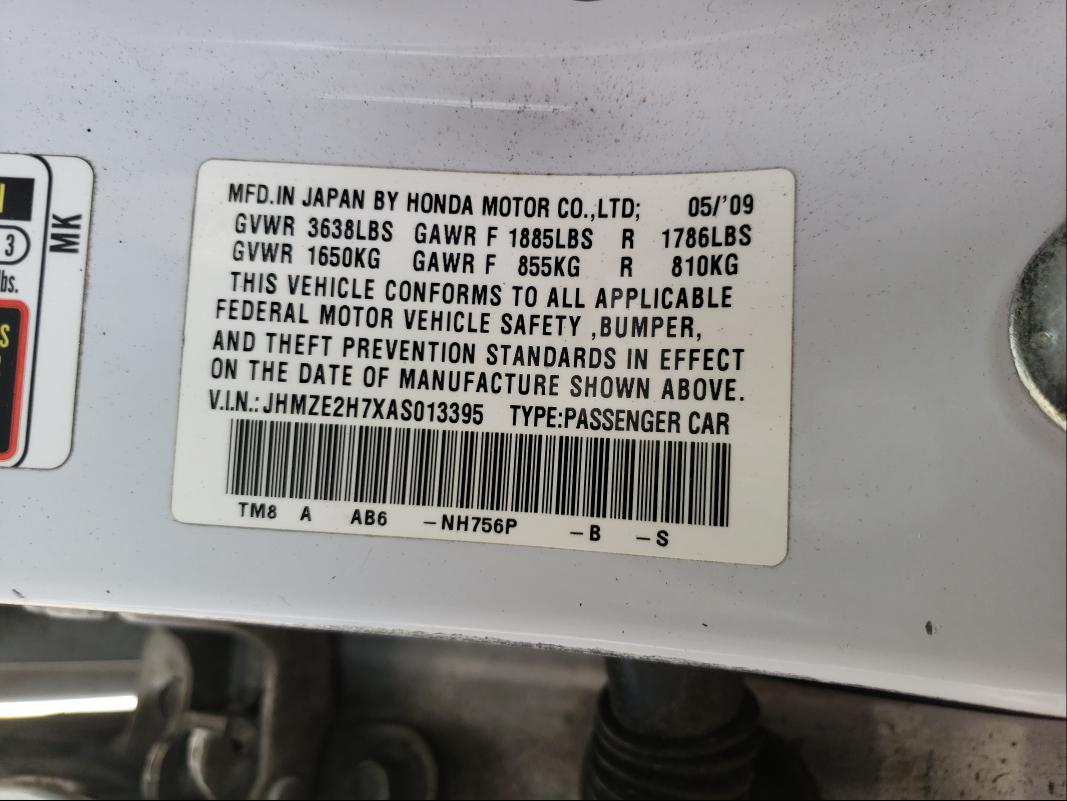 MFD.IN JAPAN BY HONDA MOTOR CO.,LTD; 05/'09
GVWR 3638LBS GAWR F 1885LBS R 1786LBS
GVWR 1650KG GAWR F 855KG R 810KG
THIS VEHICLE CONFORMS TO ALL APPLICABLE
FEDERAL MOTOR VEHICLE SAFETY ,BUMPER,
AND THEFT PREVENTION STANDARDS IN EFFECT
ON THE DATE OF MANUFACTURE SHOWN ABOVE.
V.I.N.: JHMZE2H7XAS013395 TYPE:PASSENGER CAR
TM8 A AB6 -NH756P -B -S
MK
3
lbs.
S